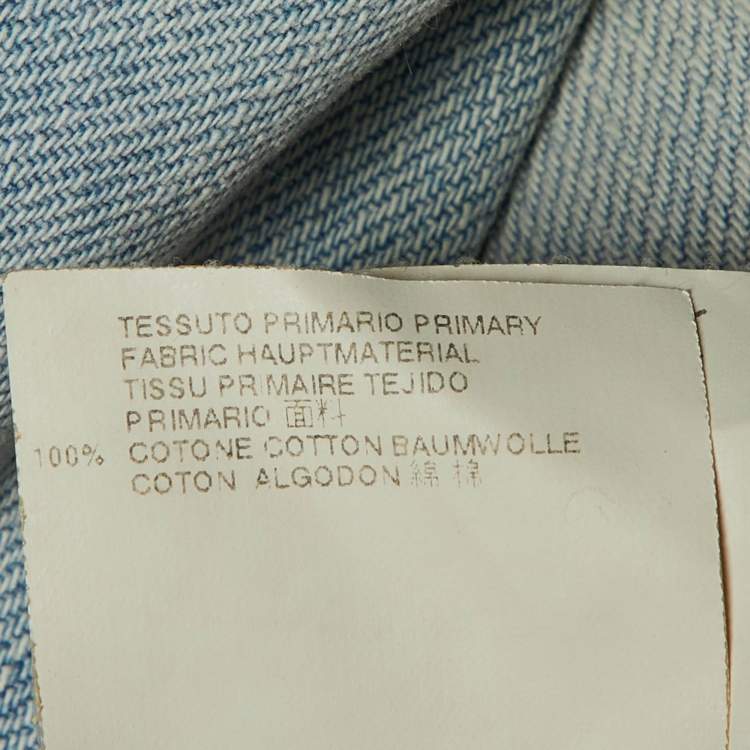 TESSUTO PRIMARIO PRIMARY
FABRIC HAUPTMATERIAL
TISSU PRIMAIRE TEJIDO
PRIMARIO 面料
100% COTONE COTTON BAUMWOLLE
COTON ALGODON 綿 棉